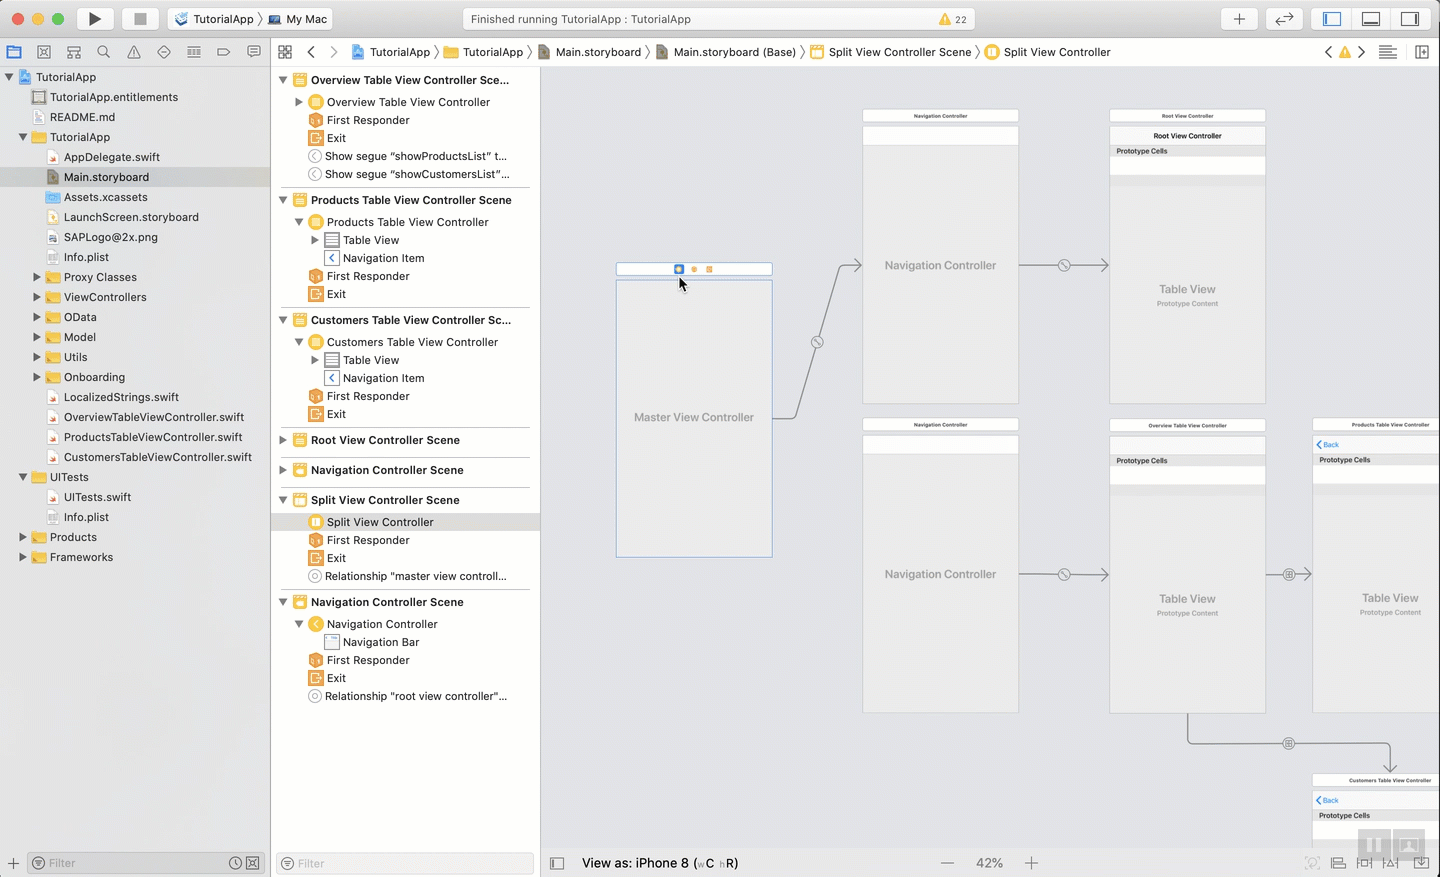 TutorialApp 〉 My Mac
Finished running TutorialApp : TutorialApp
22
TutorialApp 〉 TutorialApp 〉 Main.storyboard 〉 Main.storyboard (Base) 〉 Split View Controller Scene 〉 Split View Controller
TutorialApp
TutorialApp.entitlements
README.md
TutorialApp
AppDelegate.swift
Main.storyboard
Assets.xcassets
LaunchScreen.storyboard
SAPLogo@2x.png
Info.plist
Proxy Classes
ViewControllers
OData
Model
Utils
Onboarding
LocalizedStrings.swift
OverviewTableViewController.swift
ProductsTableViewController.swift
CustomersTableViewController.swift
UITests
UITests.swift
Info.plist
Products
Frameworks
Filter
Overview Table View Controller Sce...
Overview Table View Controller
First Responder
Exit
Show segue “showProductsList” t...
Show segue “showCustomersList”...
Products Table View Controller Scene
Products Table View Controller
Table View
Navigation Item
First Responder
Exit
Customers Table View Controller Sc...
Customers Table View Controller
Table View
Navigation Item
First Responder
Exit
Root View Controller Scene
Navigation Controller Scene
Split View Controller Scene
Split View Controller
First Responder
Exit
Relationship "master view controll...
Navigation Controller Scene
Navigation Controller
Navigation Bar
First Responder
Exit
Relationship "root view controller"...
Filter
Master View Controller
Navigation Controller
Navigation Controller
Root View Controller
Root View Controller
Prototype Cells
Table View
Prototype Content
Navigation Controller
Navigation Controller
Overview Table View Controller
Prototype Cells
Table View
Prototype Content
Products Table View Controller
Back
Prototype Cells
Table View
Prototype Content
Customers Table View Controller
Back
Prototype Cells
View as: iPhone 8 (wC hR)
42%